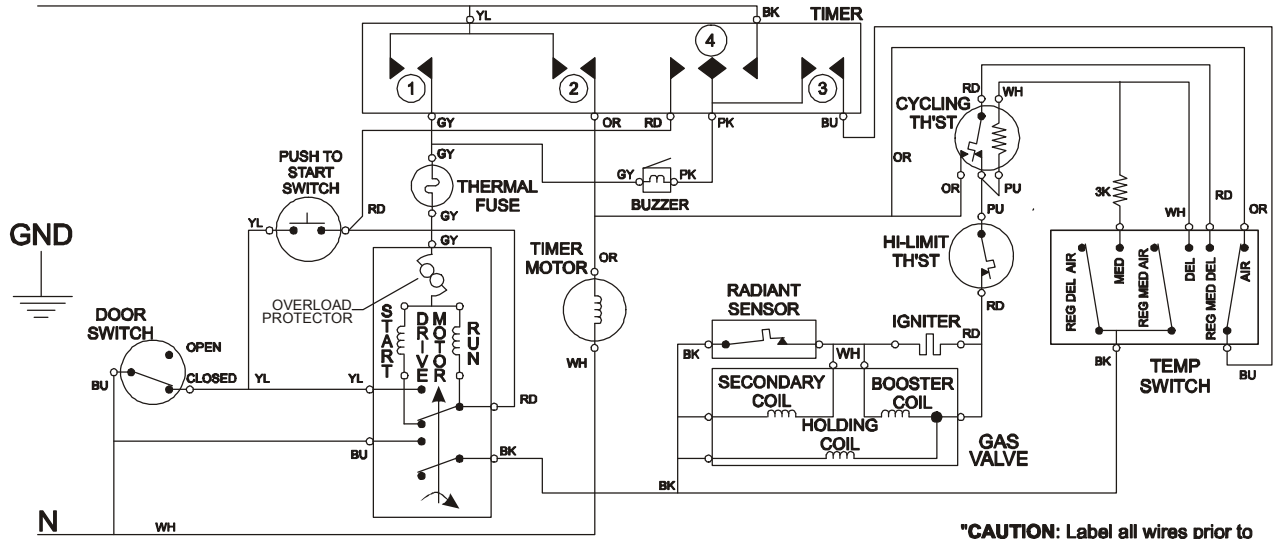 YL
BK
TIMER
4
1
2
3
GY
OR
RD
PK
BU
RD
WH
CYCLING
TH'ST
PUSH TO
START
SWITCH
GY
THERMAL
FUSE
GY
PK
BUZZER
OR
OR
PU
3K
RD
YL
RD
GY
PU
WH
OR
GND
GY
TIMER
MOTOR
OR
HI-LIMIT
TH'ST
OVERLOAD
PROTECTOR
REG DEL AIR
MED
REG MED AIR
DEL
REG MED DEL
AIR
DOOR
SWITCH
START
DRIVE
MOTOR
RUN
RADIANT
SENSOR
RD
IGNITER
RD
OPEN
WH
BK
WH
BK
TEMP
SWITCH
BU
BU
CLOSED
YL
YL
SECONDARY
COIL
BOOSTER
COIL
RD
HOLDING
COIL
GAS
VALVE
BU
BK
BK
N
WH
"CAUTION: Label all wires prior to